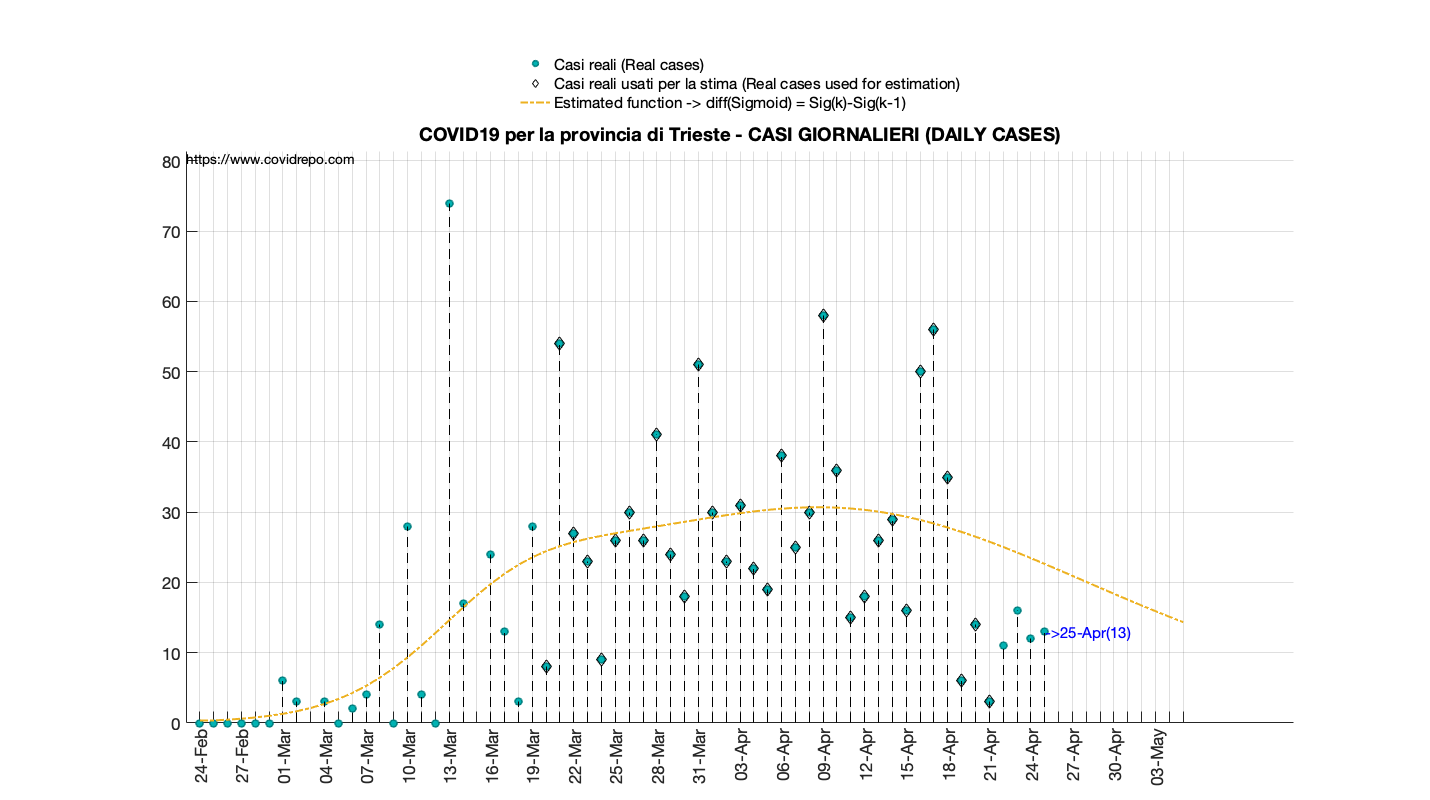 Casi reali (Real cases)
Casi reali usati per la stima (Real cases used for estimation)
Estimated function -> diff(Sigmoid) = Sig(k)-Sig(k-1)
COVID19 per la provincia di Trieste - CASI GIORNALIERI (DAILY CASES)
https://www.covidrepo.com
80
70
60
50
40
30
20
10
0
->25-Apr(13)
24-Feb
27-Feb
01-Mar
04-Mar
07-Mar
10-Mar
13-Mar
16-Mar
19-Mar
22-Mar
25-Mar
28-Mar
31-Mar
03-Apr
06-Apr
09-Apr
12-Apr
15-Apr
18-Apr
21-Apr
24-Apr
27-Apr
30-Apr
03-May